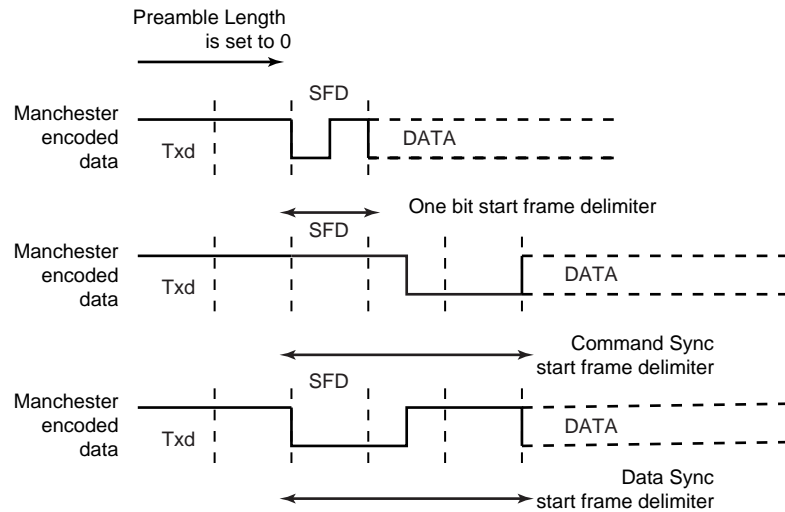 Preamble Length
is set to 0
SFD
Manchester
encoded
data
Txd
DATA
One bit start frame delimiter
SFD
Manchester
encoded
data
Txd
DATA
Command Sync
start frame delimiter
SFD
Manchester
encoded
data
Txd
DATA
Data Sync
start frame delimiter